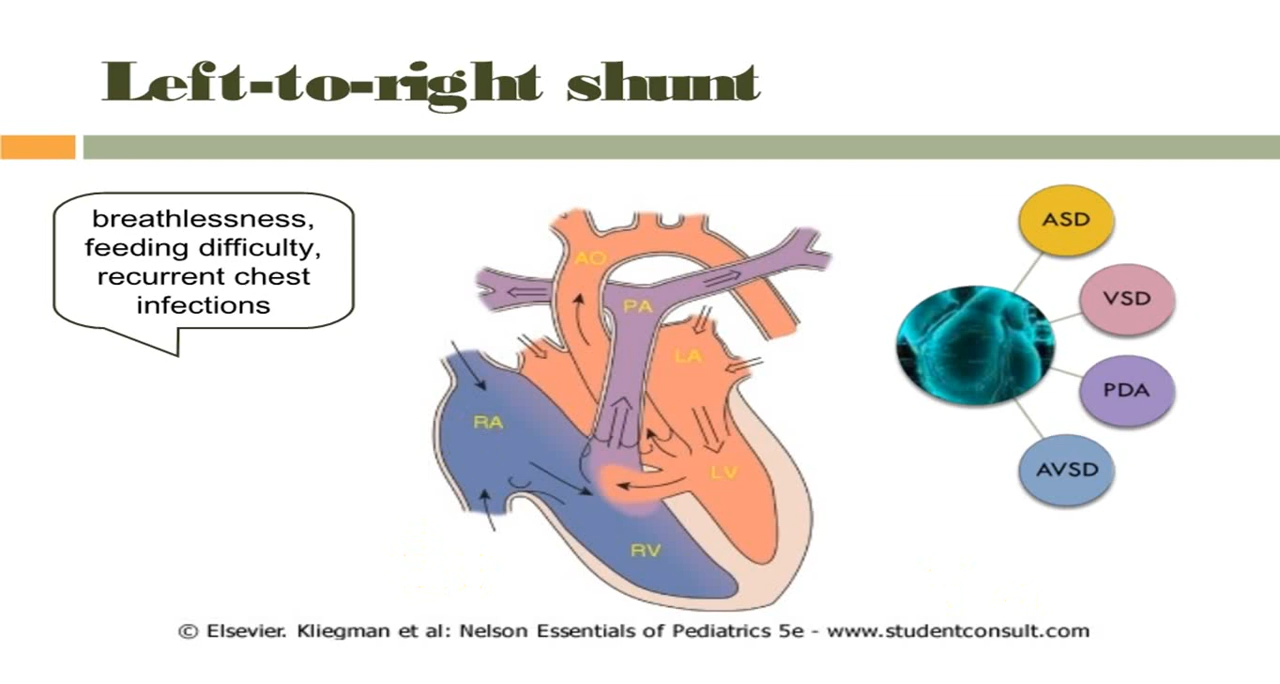 Left-to-right shunt
breathlessness,
feeding difficulty,
recurrent chest
infections
AO
PA
LA
RA
LV
RV
ASD
VSD
PDA
AVSD
© Elsevier. Kliegman et al: Nelson Essentials of Pediatrics 5e - www.studentconsult.com